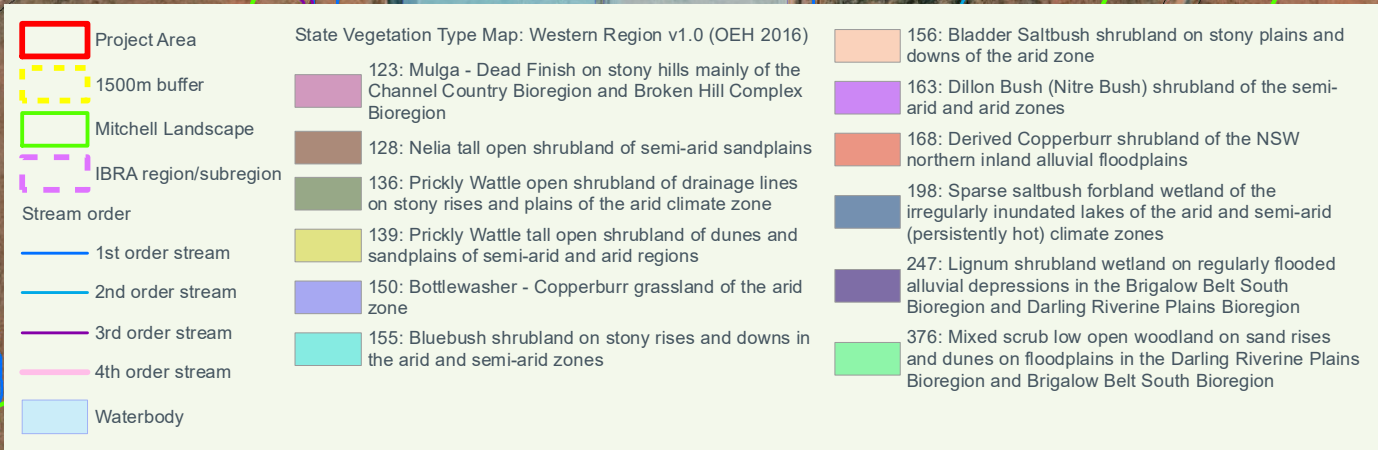 Project Area
1500m buffer
Mitchell Landscape
IBRA region/subregion
Stream order
1st order stream
2nd order stream
3rd order stream
4th order stream
Waterbody
State Vegetation Type Map: Western Region v1.0 (OEH 2016)
123: Mulga - Dead Finish on stony hills mainly of the
Channel Country Bioregion and Broken Hill Complex
Bioregion
128: Nelia tall open shrubland of semi-arid sandplains
136: Prickly Wattle open shrubland of drainage lines
on stony rises and plains of the arid climate zone
139: Prickly Wattle tall open shrubland of dunes and
sandplains of semi-arid and arid regions
150: Bottlewasher - Copperburr grassland of the arid
zone
155: Bluebush shrubland on stony rises and downs in
the arid and semi-arid zones
156: Bladder Saltbush shrubland on stony plains and
downs of the arid zone
163: Dillon Bush (Nitre Bush) shrubland of the semi-
arid and arid zones
168: Derived Copperburr shrubland of the NSW
northern inland alluvial floodplains
198: Sparse saltbush forbland wetland of the
irregularly inundated lakes of the arid and semi-arid
(persistently hot) climate zones
247: Lignum shrubland wetland on regularly flooded
alluvial depressions in the Brigalow Belt South
Bioregion and Darling Riverine Plains Bioregion
376: Mixed scrub low open woodland on sand rises
and dunes on floodplains in the Darling Riverine Plains
Bioregion and Brigalow Belt South Bioregion